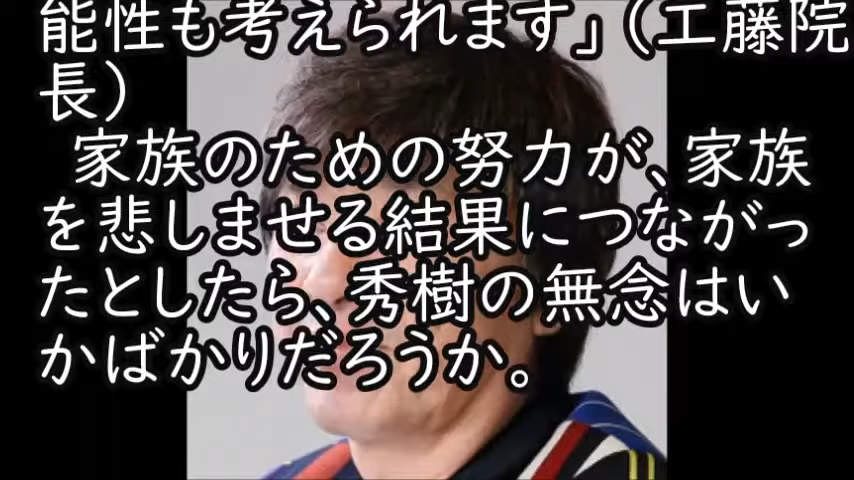 能性も考えられます」（工藤院
長）
　家族のための努力が、家族
を悲しませる結果につながっ
たとしたら、秀樹の無念はい
かばかりだろうか。